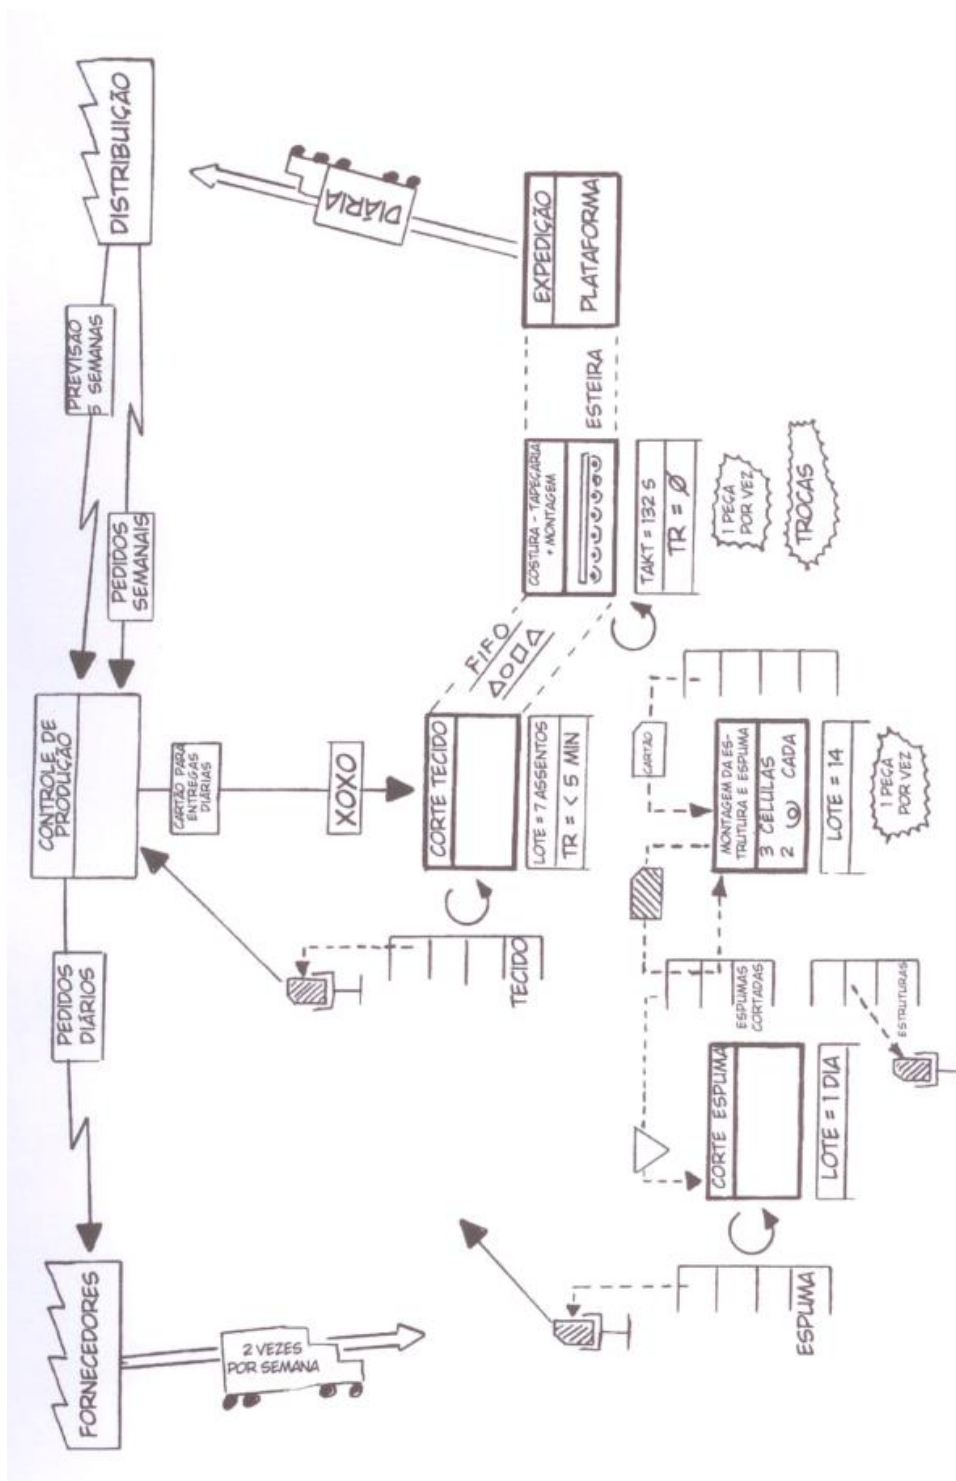 FORNECEDORES
2 VEZES
POR SEMANA
PEDIDOS
DIÁRIOS
CONTROLE DE
PRODUÇÃO
PREVISÃO
5 SEMANAS
PEDIDOS
SEMANAIS
DISTRIBUIÇÃO
DIÁRIA
CARTÃO PARA
ENTREGAS
DIÁRIAS
XOXO
TECIDO
CORTE TECIDO
LOTE = 7 ASSENTOS
TR = < 5 MIN
FIFO
COSTURA - TAPEÇARIA
+ MONTAGEM
TAKT = 132 S
TR = Ø
1 PEÇA
POR VEZ
TROCAS
ESTEIRA
EXPEDIÇÃO
PLATAFORMA
ESPUMA
CORTE ESPUMA
LOTE = 1 DIA
ESPUMAS
CORTADAS
ESTRUTURAS
MONTAGEM DA ES-
TRUTURA E ESPUMA
3 CÉLULAS
2 CADA
LOTE = 14
1 PEÇA
POR VEZ
CARTÃO